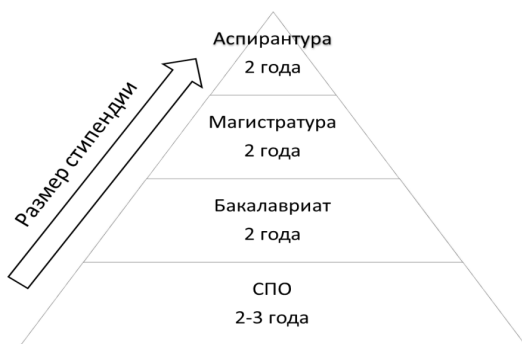 Аспирантура
2 года
Магистратура
2 года
Бакалавриат
2 года
СПО
2-3 года
Размер стипендии